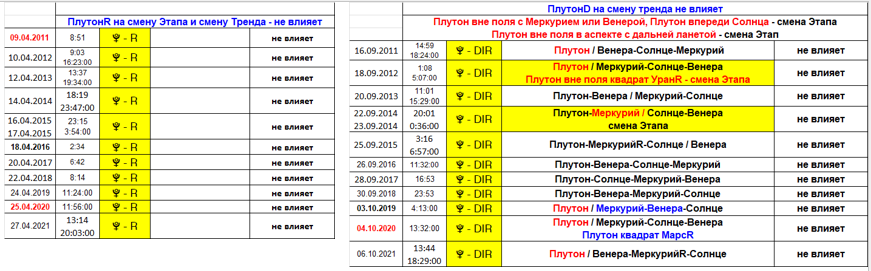 ПлутонR на смену Этапа и смену Тренда - не влияет
09.04.2011 8:51 ♆ - R не влияет
10.04.2012 9:03 16:23:00 ♆ - R не влияет
12.04.2013 13:37 19:34:00 ♆ - R не влияет
14.04.2014 18:19 23:47:00 ♆ - R не влияет
16.04.2015 23:15
17.04.2015 3:54:00 ♆ - R не влияет
18.04.2016 2:34 ♆ - R не влияет
20.04.2017 6:42 ♆ - R не влияет
22.04.2018 8:14 ♆ - R не влияет
24.04.2019 11:24:00 ♆ - R не влияет
25.04.2020 11:56:00 ♆ - R не влияет
27.04.2021 13:14 20:03:00 ♆ - R не влияет
ПлутонD на смену тренда не влияет
Плутон вне поля с Меркурием или Венерой, Плутон впереди Солнца - смена Этапа
Плутон вне поля в аспекте с дальней ланетой - смена Этап
16.09.2011 14:59 18:24:00 ♆ - DIR Плутон / Венера-Солнце-Меркурий не влияет
18.09.2012 1:08 5:07:00 ♆ - DIR Плутон / Меркурий-Солнце-Венера
Плутон вне поля квадрат УранR - смена Этапа не влияет
20.09.2013 11:01 15:29:00 ♆ - DIR Плутон-Венера / Меркурий-Солнце не влияет
22.09.2014 20:01 ♆ - DIR Плутон-Меркурий / Солнце-Венера
23.09.2014 0:36:00 смена Этапа не влияет
25.09.2015 3:16 6:57:00 ♆ - DIR Плутон-МеркурийR-Солнце / Венера не влияет
26.09.2016 11:32:00 ♆ - DIR Плутон-Венера-Солнце-Меркурий не влияет
28.09.2017 16:53 ♆ - DIR Плутон-Солнце-Меркурий-Венера не влияет
30.09.2018 23:53 ♆ - DIR Плутон-Венера-Меркурий-Солнце не влияет
03.10.2019 4:13:00 ♆ - DIR Плутон / Меркурий-Венера-Солнце не влияет
04.10.2020 13:32:00 ♆ - DIR Плутон / Меркурий-Солнце-Венера
Плутон квадрат МарсR не влияет
06.10.2021 13:44 18:29:00 ♆ - DIR Плутон / Венера-МеркурийR-Солнце не влияет